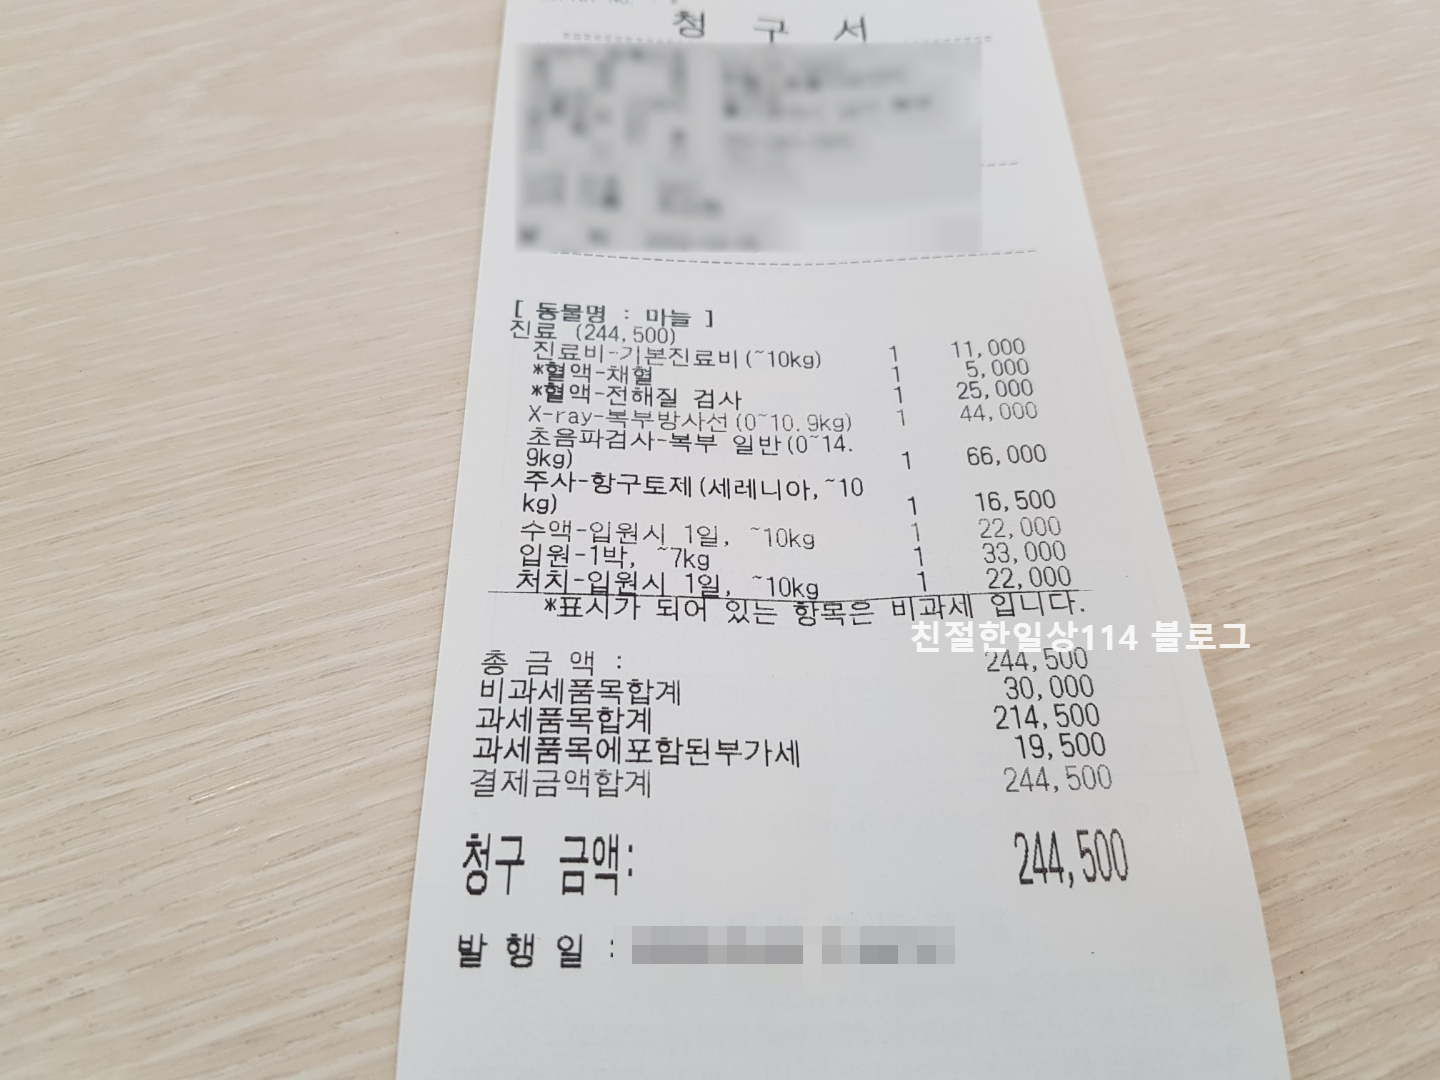 청 구 서
[ 동물명 : 마늘 ]
진료 (244,500)
진료비-기본진료비(~10kg) 1 11,000
*혈액-채혈 1 5,000
*혈액-전해질 검사 1 25,000
X-ray-복부방사선(0~10.9kg) 1 44,000
초음파검사-복부 일반(0~14.
9kg) 1 66,000
주사-항구토제(세레니아,~10
kg) 1 16,500
수액-입원시 1일, ~10kg 1 22,000
입원-1박, ~7kg 1 33,000
처치-입원시 1일, ~10kg 1 22,000
*표시가 되어 있는 항목은 비과세 입니다.
친절한일상114 블로그
총 금 액 : 244,500
비과세품목합계 30,000
과세품목합계 214,500
과세품목에포함된부가세 19,500
결제금액합계 244,500
청구 금액: 244,500
발 행 일 :